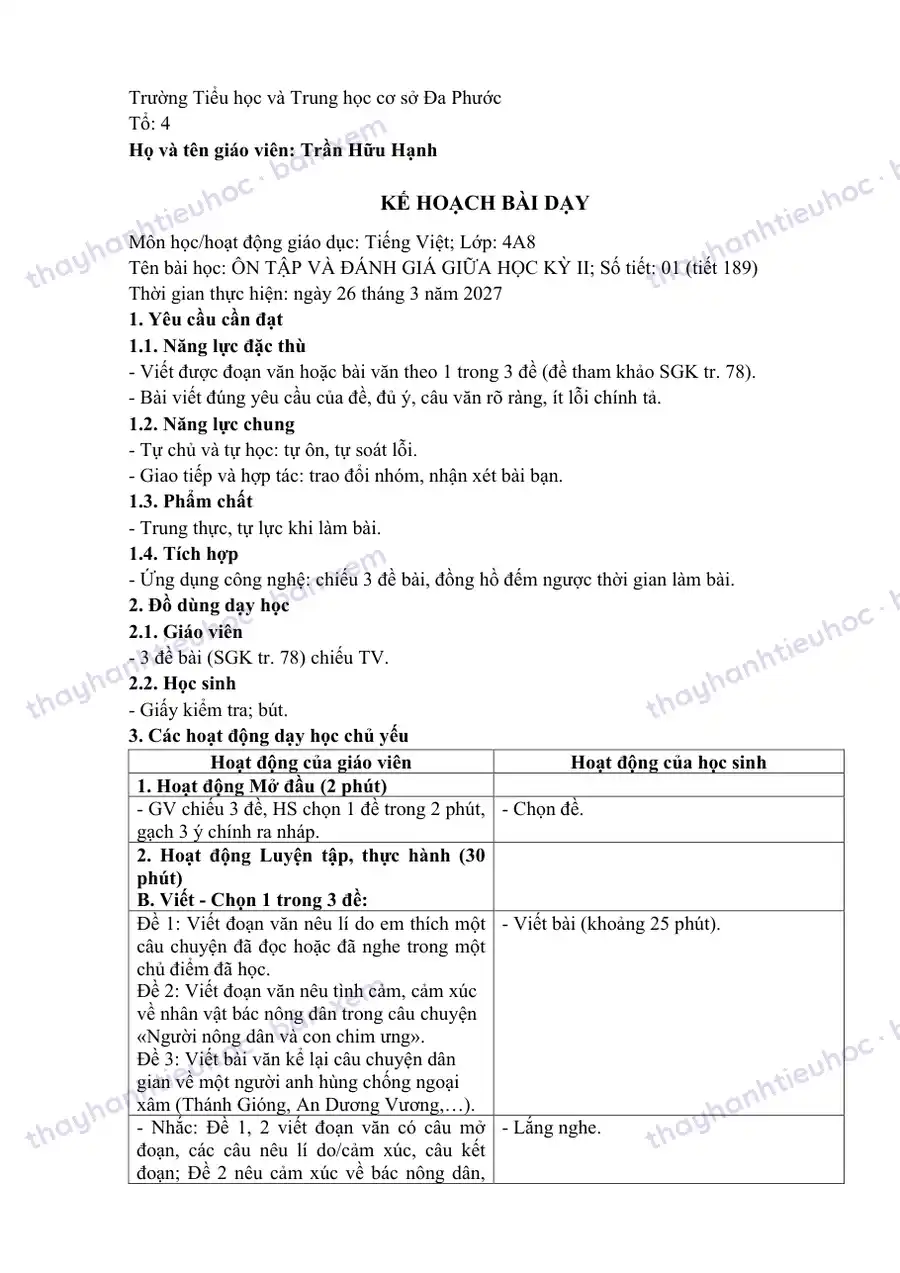 Trường Tiểu học và Trung học cơ sở Đa Phước
Tổ: 4
Họ và tên giáo viên: Trần Hữu Hạnh
KẾ HOẠCH BÀI DẠY
Môn học/hoạt động giáo dục: Tiếng Việt; Lớp: 4A8
Tên bài học: ÔN TẬP VÀ ĐÁNH GIÁ GIỮA HỌC KỲ II; Số tiết: 01 (tiết 189)
Thời gian thực hiện: ngày 26 tháng 3 năm 2027
1. Yêu cầu cần đạt
1.1. Năng lực đặc thù
- Viết được đoạn văn hoặc bài văn theo 1 trong 3 đề (đề tham khảo SGK tr. 78).
- Bài viết đúng yêu cầu của đề, đủ ý, câu văn rõ ràng, ít lỗi chính tả.
1.2. Năng lực chung
- Tự chủ và tự học: tự ôn, tự soát lỗi.
- Giao tiếp và hợp tác: trao đổi nhóm, nhận xét bài bạn.
1.3. Phẩm chất
- Trung thực, tự lực khi làm bài.
1.4. Tích hợp
- Ứng dụng công nghệ: chiếu 3 đề bài, đồng hồ đếm ngược thời gian làm bài.
2. Đồ dùng dạy học
2.1. Giáo viên
- 3 đề bài (SGK tr. 78) chiếu TV.
2.2. Học sinh
- Giấy kiểm tra; bút.
3. Các hoạt động dạy học chủ yếu
Hoạt động của giáo viên
Hoạt động của học sinh
1. Hoạt động Mở đầu (2 phút)
- GV chiếu 3 đề, HS chọn 1 đề trong 2 phút,
gạch 3 ý chính ra nháp.
- Chọn đề.
2. Hoạt động Luyện tập, thực hành (30
phút)
B. Viết - Chọn 1 trong 3 đề:
Đề 1: Viết đoạn văn nêu lí do em thích một
câu chuyện đã đọc hoặc đã nghe trong một
chủ điểm đã học.
Đề 2: Viết đoạn văn nêu tình cảm, cảm xúc
về nhân vật bác nông dân trong câu chuyện
«Người nông dân và con chim ưng».
Đề 3: Viết bài văn kể lại câu chuyện dân
gian về một người anh hùng chống ngoại
xâm (Thánh Gióng, An Dương Vương,…).
- Viết bài (khoảng 25 phút).
- Nhắc: Đề 1, 2 viết đoạn văn có câu mở
đoạn, các câu nêu lí do/cảm xúc, câu kết
đoạn; Đề 2 nêu cảm xúc về bác nông dân,
- Lắng nghe.
thayhanhtieuhoc · bản xem
thayhanhtieuhoc · b
thayhanhtieuhoc · bản xem
thayhanhtieuhoc · b
thayhanhtieuhoc · bản xem
thayhanhtieuhoc · b